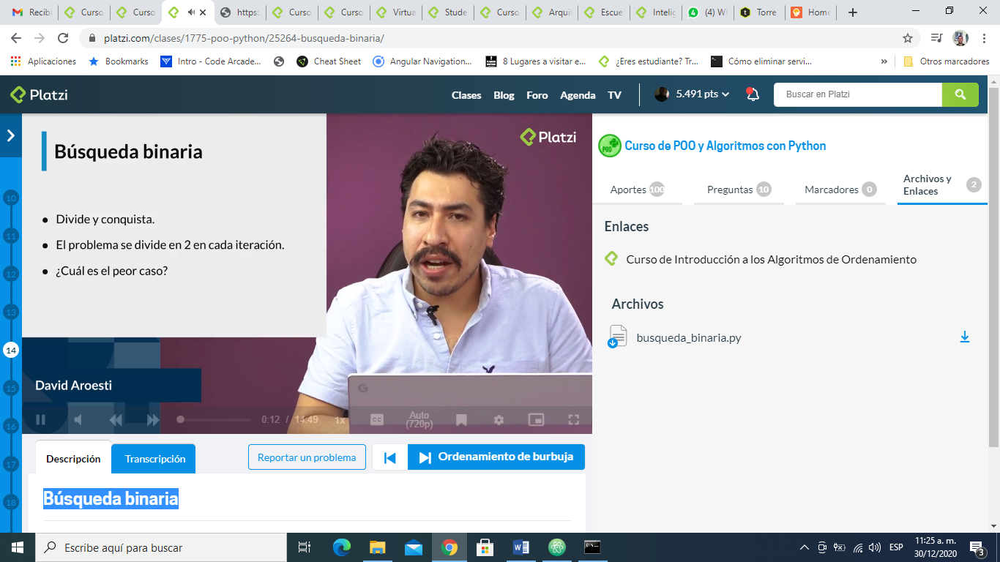 Recibi
Curso
Curso
https:
Curso
Curso
Virtua
Stude
Curso
Arqui
Escue
Intelig
(4) W
Torre
Home
platzi.com/clases/1775-poo-python/25264-busqueda-binaria/
Aplicaciones
Bookmarks
Intro - Code Arcade...
Cheat Sheet
Angular Navigation...
8 Lugares a visitar e...
¿Eres estudiante? Tr...
Cómo eliminar servi...
»
Otros marcadores
Platzi
Clases
Blog
Foro
Agenda
TV
5.491 pts
Buscar en Platzi
Búsqueda binaria
• Divide y conquista.
• El problema se divide en 2 en cada iteración.
• ¿Cuál es el peor caso?
Platzi
David Aroesti
G
0:12 / 14:49
1x
CC
Auto
(720p)
10
11
12
13
14
15
16
17
18
POO
Curso de POO y Algoritmos con Python
Aportes 100
Preguntas 10
Marcadores 0
Archivos y
Enlaces 2
Enlaces
Curso de Introducción a los Algoritmos de Ordenamiento
Archivos
busqueda_binaria.py
Descripción
Transcripción
Reportar un problema
Ordenamiento de burbuja
Búsqueda binaria
Escribe aquí para buscar
ESP
11:25 a. m.
30/12/2020
3